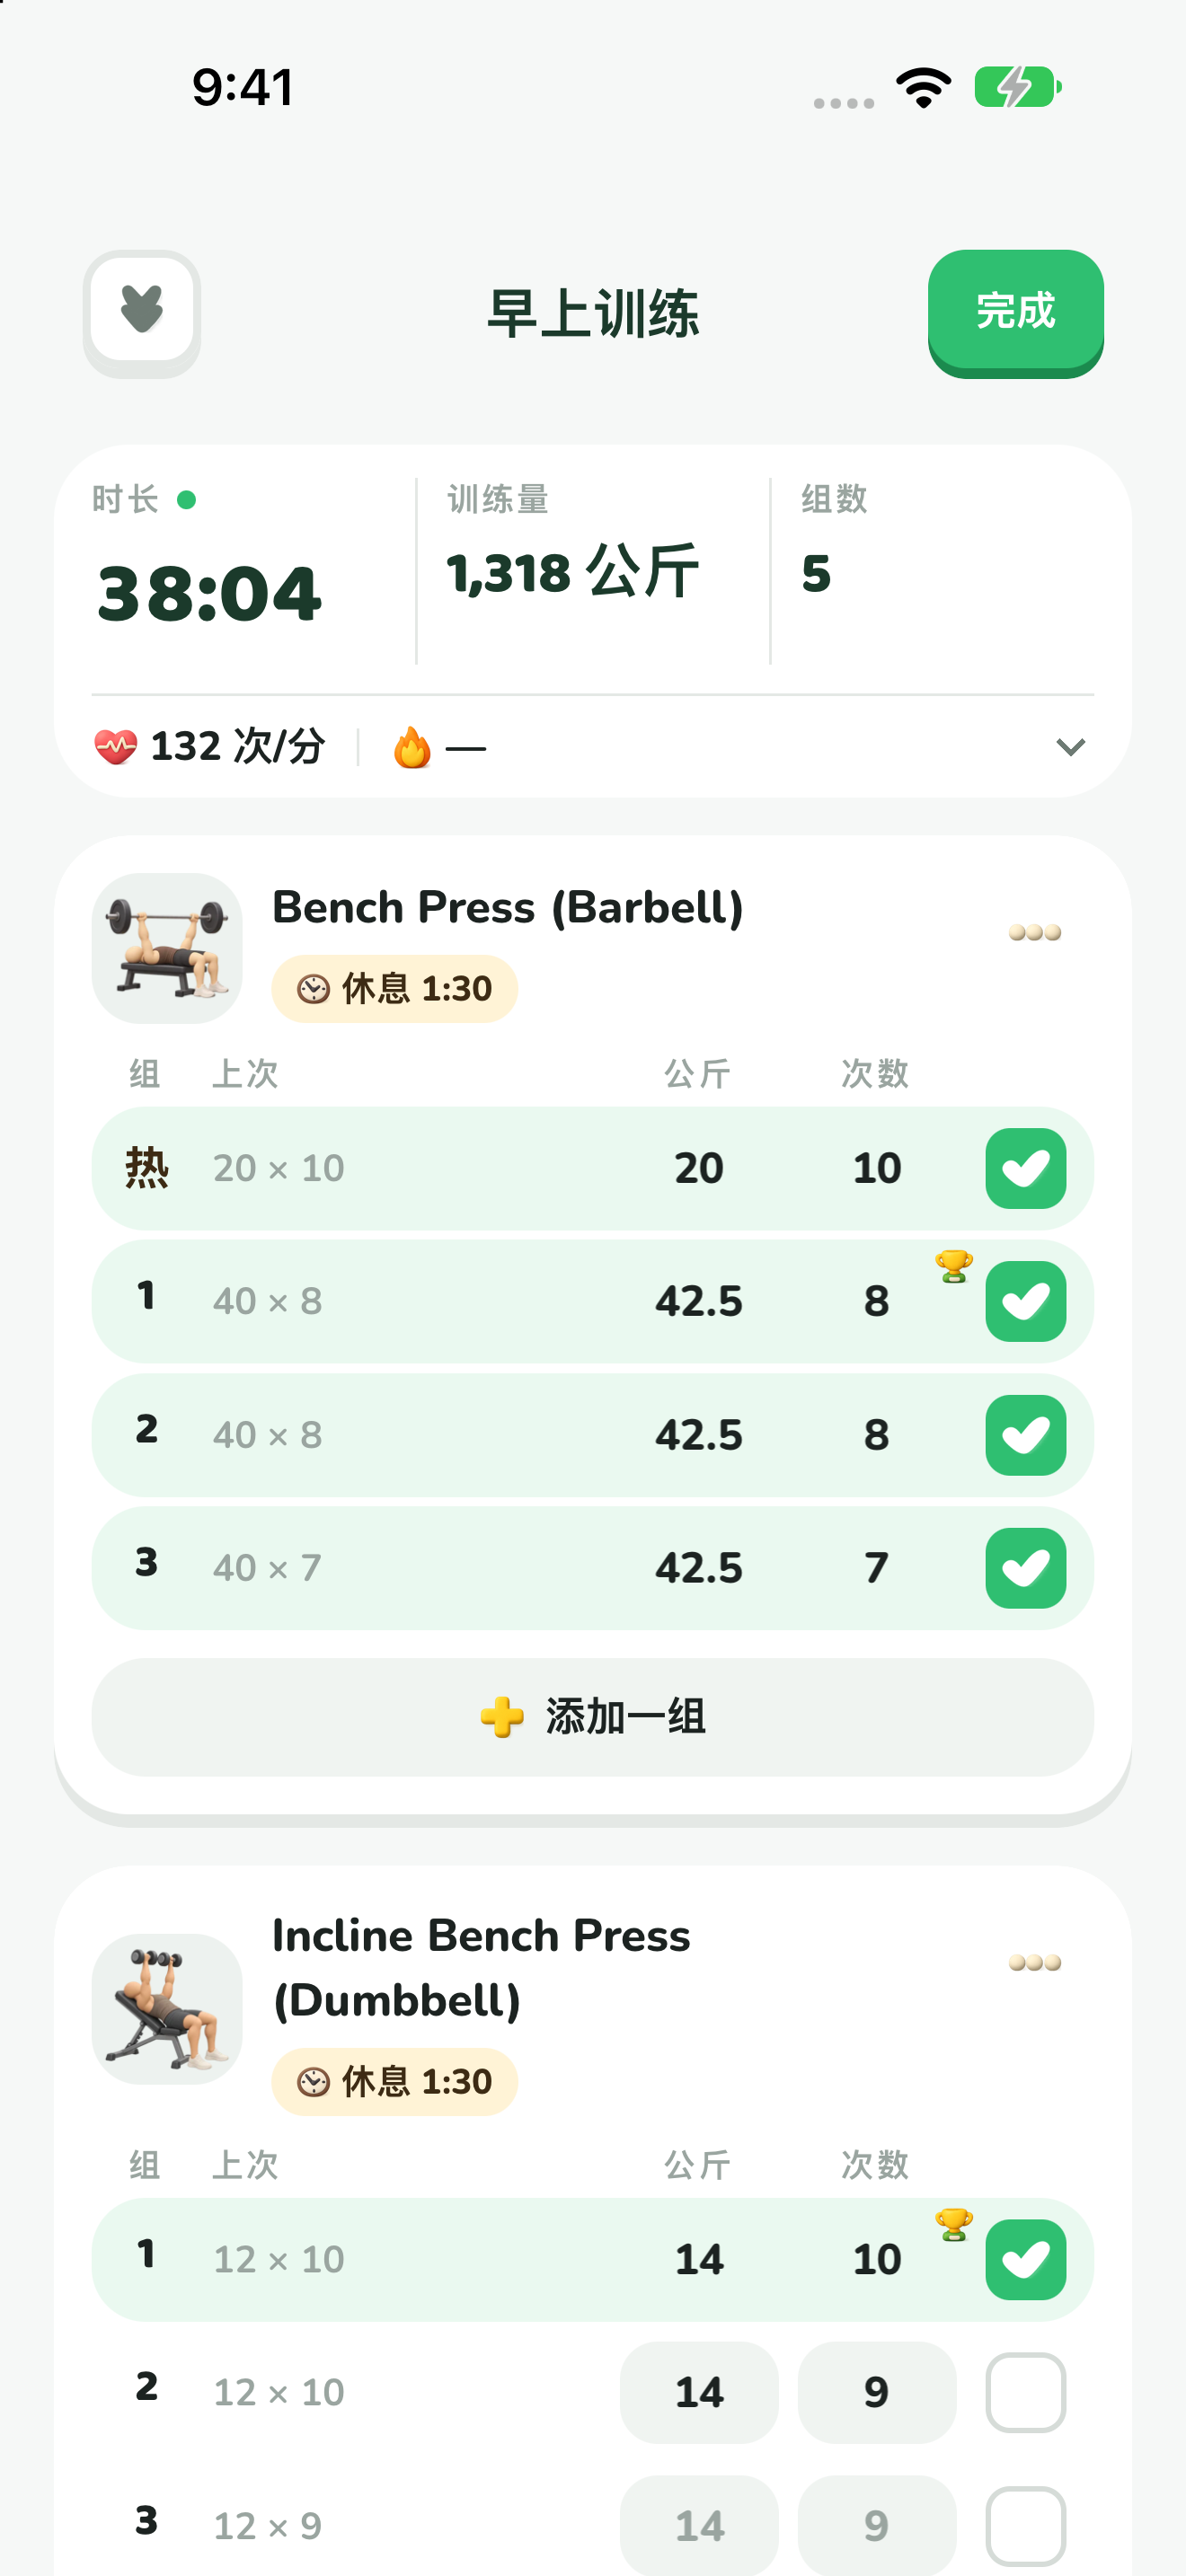 9:41
早上训练
完成
时长
训练量
组数
38:04
1,318 公斤
5
132 次/分
—
Bench Press (Barbell)
休息 1:30
组 上次 公斤 次数
热 20 × 10 20 10
1 40 × 8 42.5 8
2 40 × 8 42.5 8
3 40 × 7 42.5 7
添加一组
Incline Bench Press
(Dumbbell)
休息 1:30
组 上次 公斤 次数
1 12 × 10 14 10
2 12 × 10 14 9
3 12 × 9 14 9